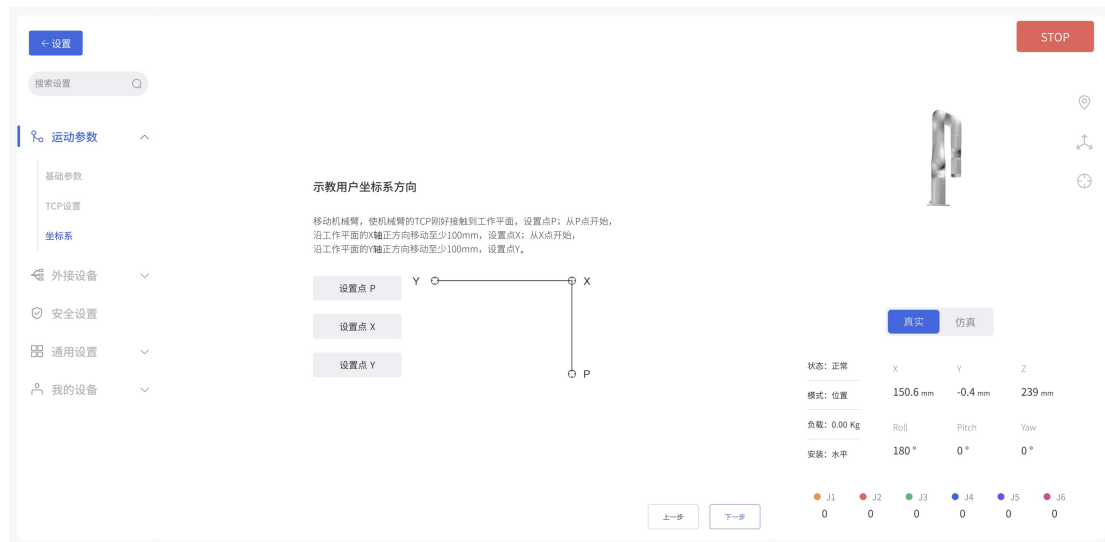 ← 设置
STOP
搜索设置
运动参数
基础参数
TCP设置
坐标系
外接设备
安全设置
通用设置
我的设备
示教用户坐标系方向
移动机械臂，使机械臂的TCP刚好接触到工作平面，设置点P；从P点开始，
沿工作平面的X轴正方向移动至少100mm，设置点X；从X点开始，
沿工作平面的Y轴正方向移动至少100mm，设置点Y。
设置点 P
设置点 X
设置点 Y
Y X
P
上一步 下一步
真实 仿真
状态：正常
模式：位置
负载：0.00 Kg
安装：水平
X Y Z
150.6 mm -0.4 mm 239 mm
Roll Pitch Yaw
180 ° 0 ° 0 °
J1 J2 J3 J4 J5 J6
0 0 0 0 0 0